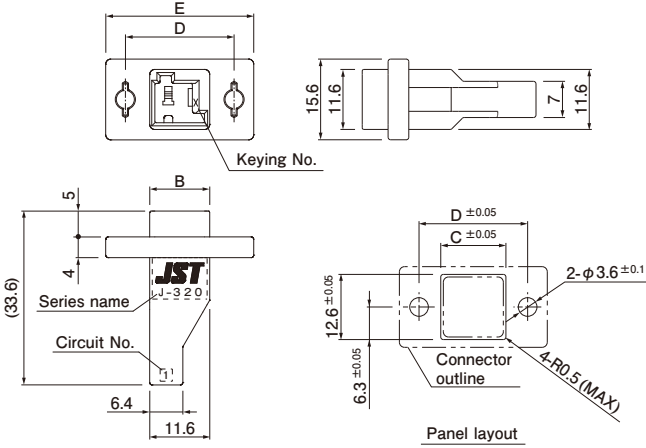 E
D
15.6
11.6
7
11.6
Keying No.
B
5
4
(33.6)
JST
J-320
Series name
Circuit No.
1
6.4
11.6
D ±0.05
C ±0.05
2-φ3.6 ±0.1
12.6 ±0.05
6.3 ±0.05
Connector
outline
4-R0.5 (MAX)
Panel layout
X